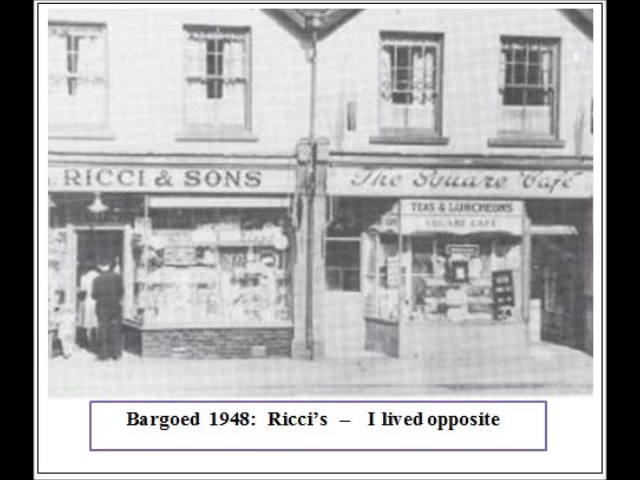 . RICCI & SONS
The Square Café
TEAS & LUNCHEONS
SQUARE CAFE
Bargoed 1948: Ricci's – I lived opposite